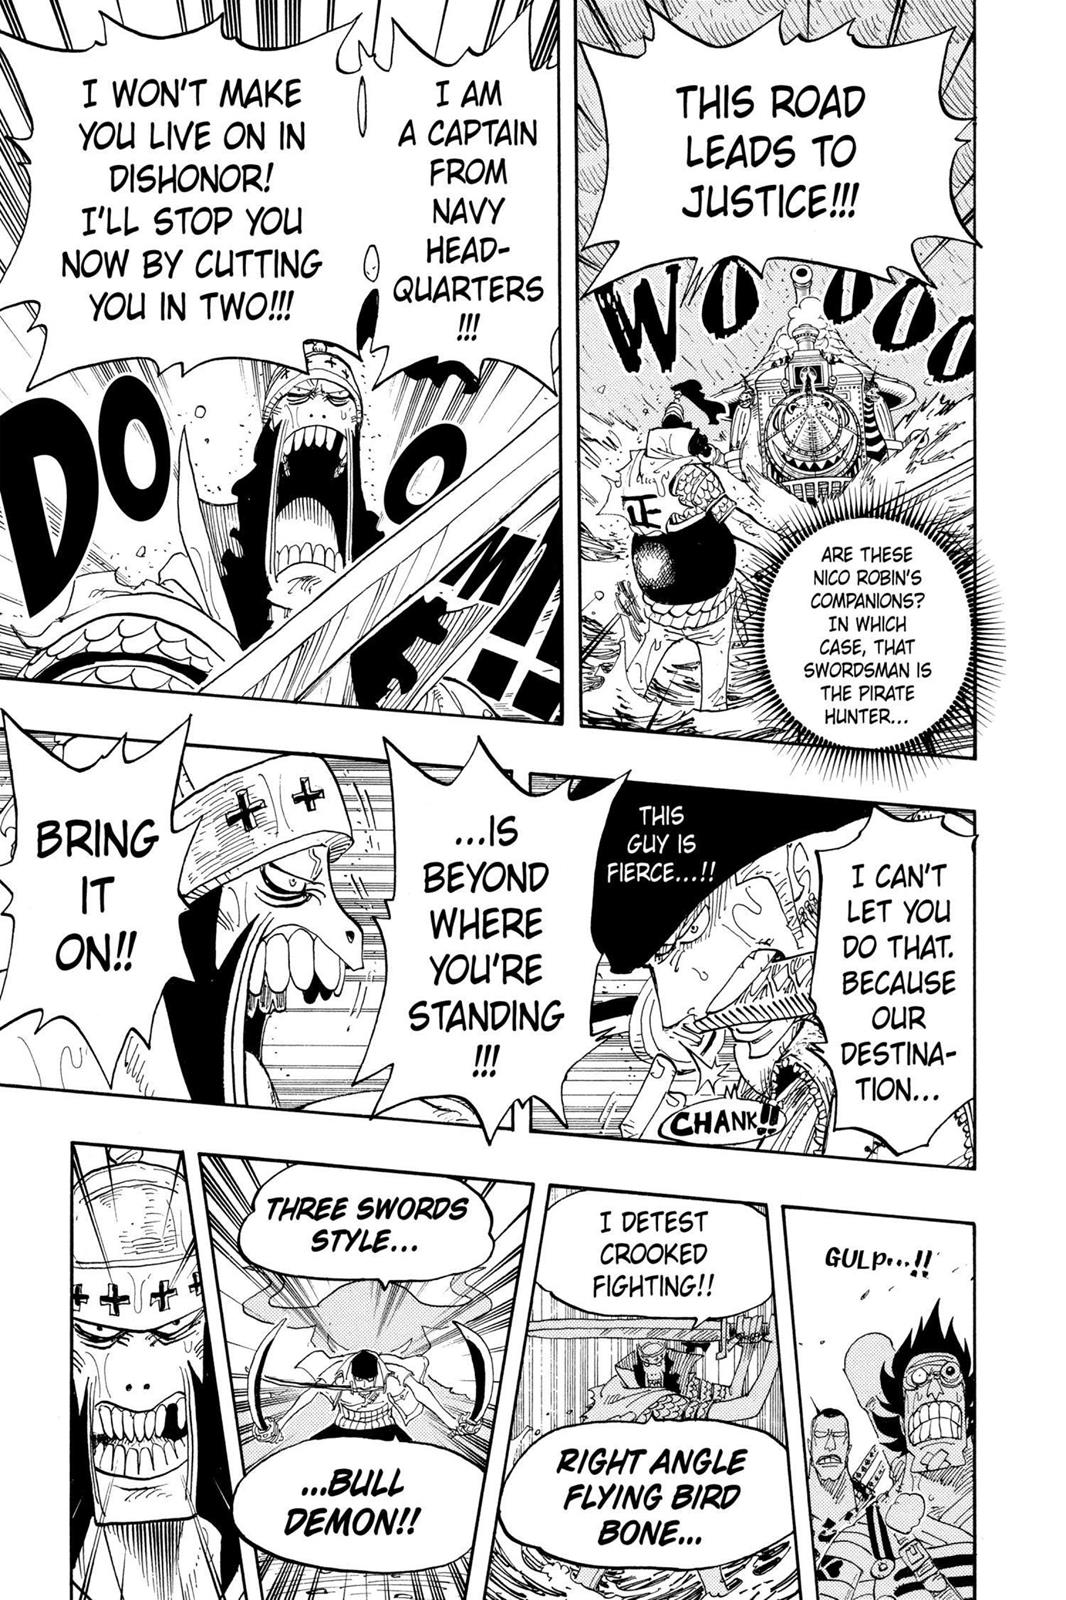 THIS ROAD
LEADS TO
JUSTICE!!!
WOOOOO
正
ARE THESE
NICO ROBIN'S
COMPANIONS?
IN WHICH
CASE, THAT
SWORDSMAN IS
THE PIRATE
HUNTER...
I AM
A CAPTAIN
FROM
NAVY
HEAD-
QUARTERS
!!!
I WON'T MAKE
YOU LIVE ON IN
DISHONOR!
I'LL STOP YOU
NOW BY CUTTING
YOU IN TWO!!!
DOOM!!
I CAN'T
LET YOU
DO THAT.
BECAUSE
OUR
DESTINA-
TION...
THIS
GUY IS
FIERCE...!!
CHANK!!
...IS
BEYOND
WHERE
YOU'RE
STANDING
!!!
BRING
IT
ON!!
GULP...!!
I DETEST
CROOKED
FIGHTING!!
RIGHT ANGLE
FLYING BIRD
BONE...
THREE SWORDS
STYLE...
...BULL
DEMON!!